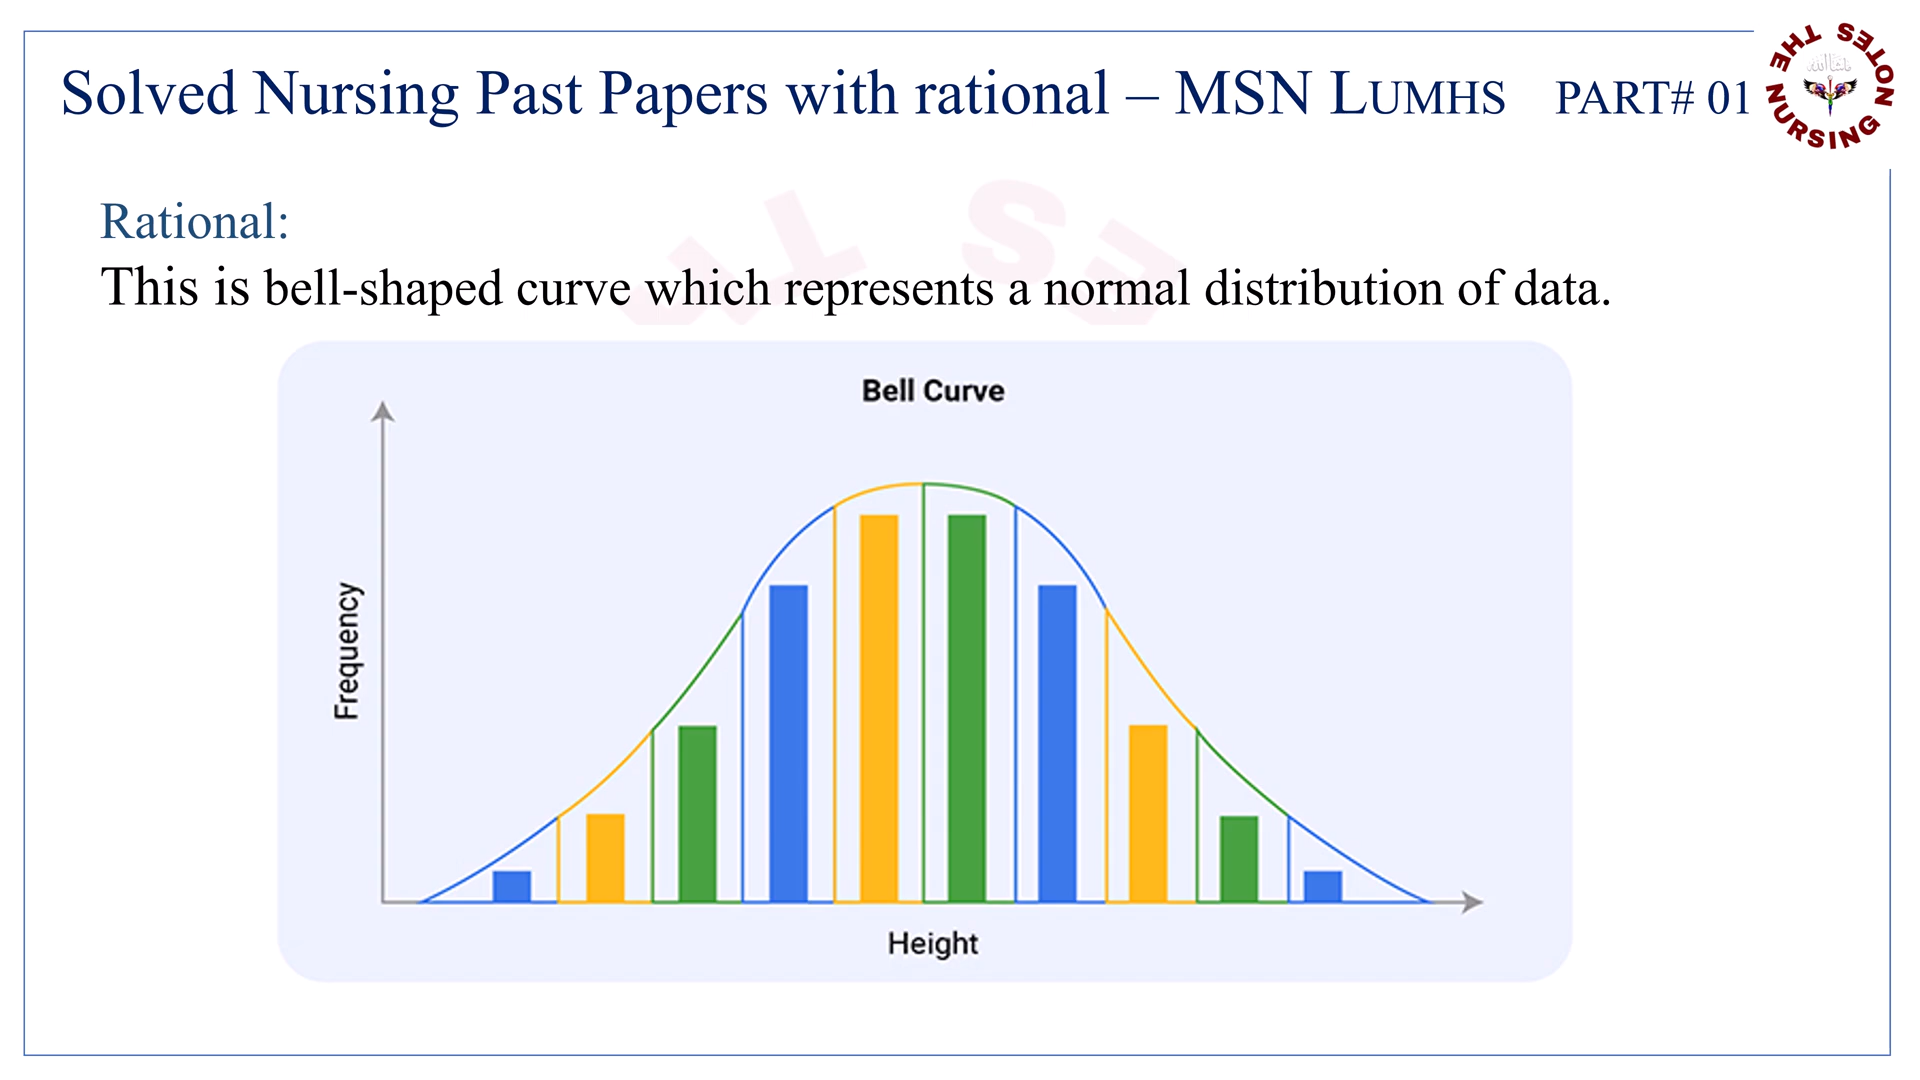 Solved Nursing Past Papers with rational – MSN LUMHS PART# 01
THE NURSING NOTES
ماشاالله
Rational:
This is bell-shaped curve which represents a normal distribution of data.
Bell Curve
Frequency
Height